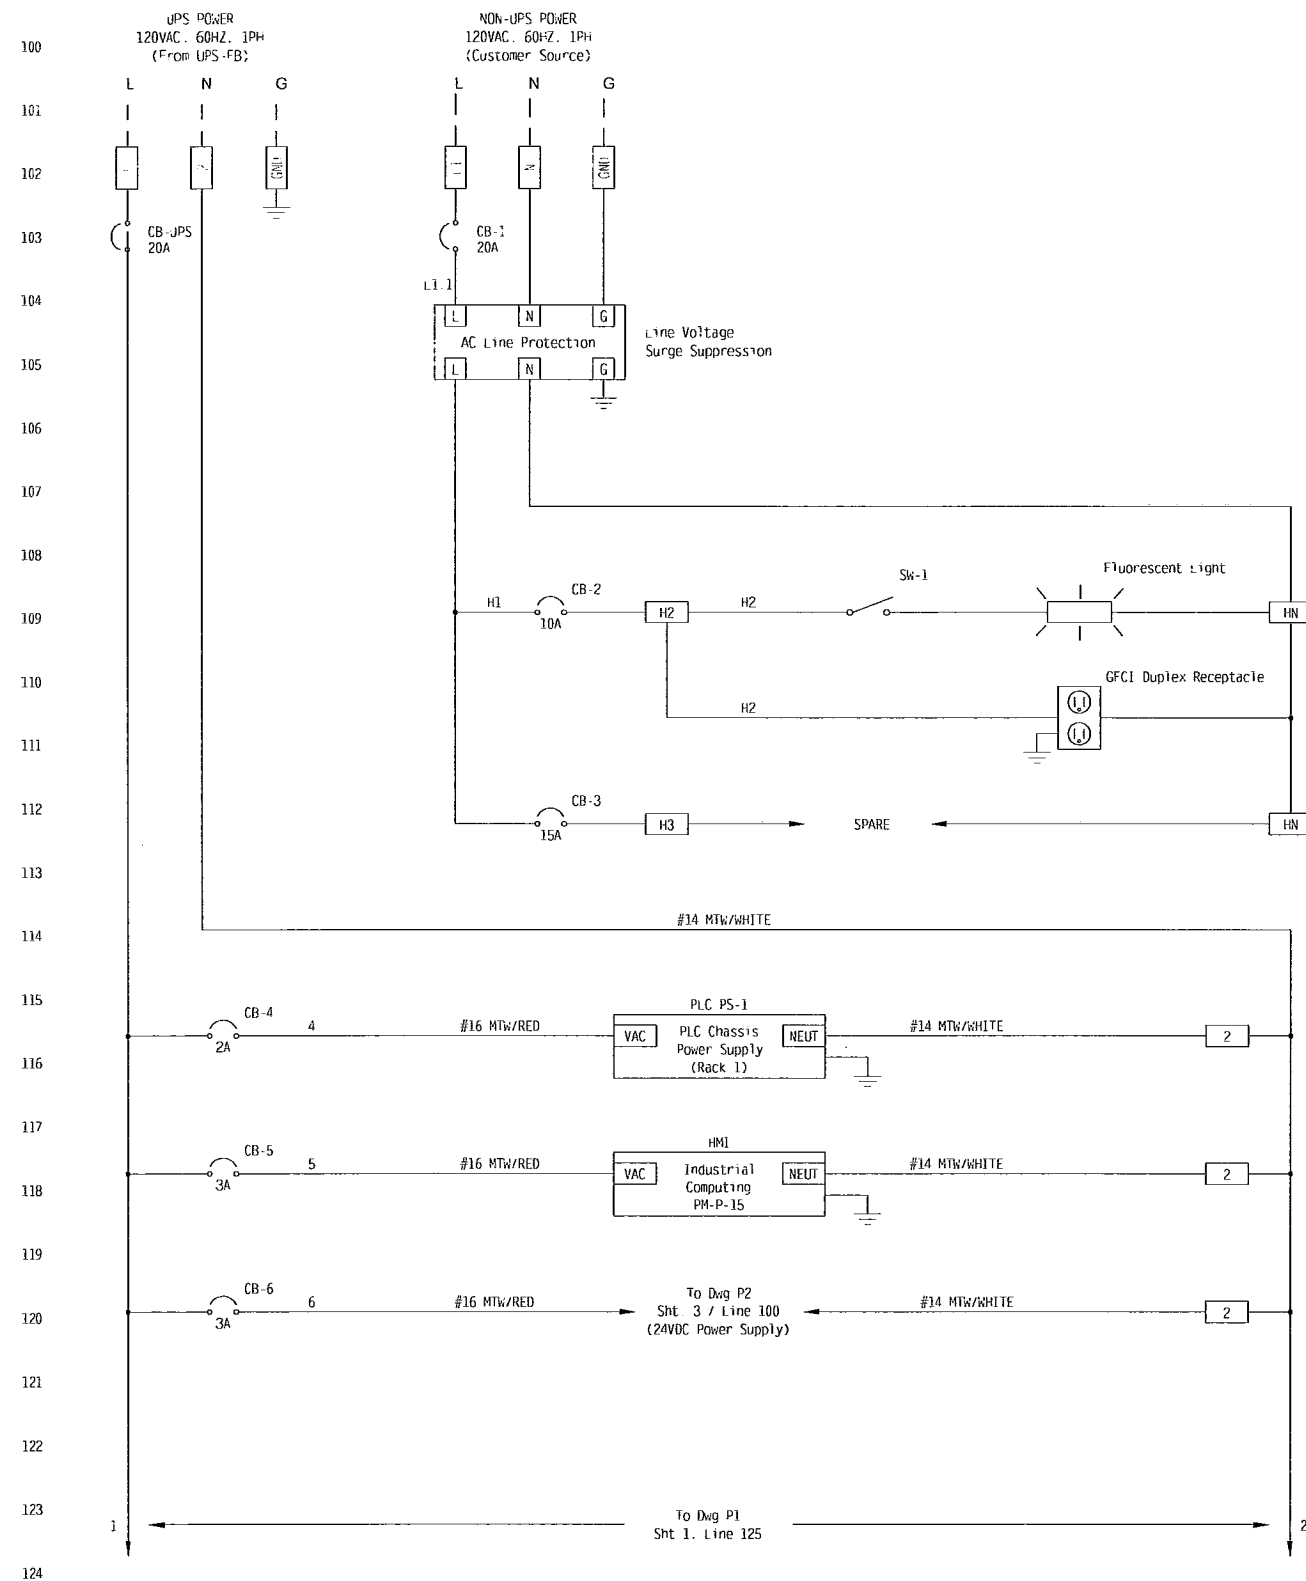 UPS POWER
120VAC. 60HZ. 1PH
(From UPS-FB)
NON-UPS POWER
120VAC. 60HZ. 1PH
(Customer Source)
100
L N G
L N G
101
1 2 GND
L1 N GND
102
CB-UPS
20A
CB-1
20A
103
L1.1
104
L N G
AC Line Protection
L N G
Line Voltage
Surge Suppression
105
106
107
108
H1
CB-2
10A
H2
H2
SW-1
Fluorescent Light
HN
109
110
H2
GFCI Duplex Receptacle
111
112
CB-3
15A
H3
SPARE
HN
113
#14 MTW/WHITE
114
115
CB-4
2A
4
#16 MTW/RED
PLC PS-1
VAC
PLC Chassis
Power Supply
(Rack 1)
NEUT
#14 MTW/WHITE
2
116
117
CB-5
3A
5
#16 MTW/RED
HMI
VAC
Industrial
Computing
PM-P-15
NEUT
#14 MTW/WHITE
2
118
119
CB-6
3A
6
#16 MTW/RED
To Dwg P2
Sht. 3 / Line 100
(24VDC Power Supply)
#14 MTW/WHITE
2
120
121
122
123
1
To Dwg P1
Sht 1. Line 125
2
124